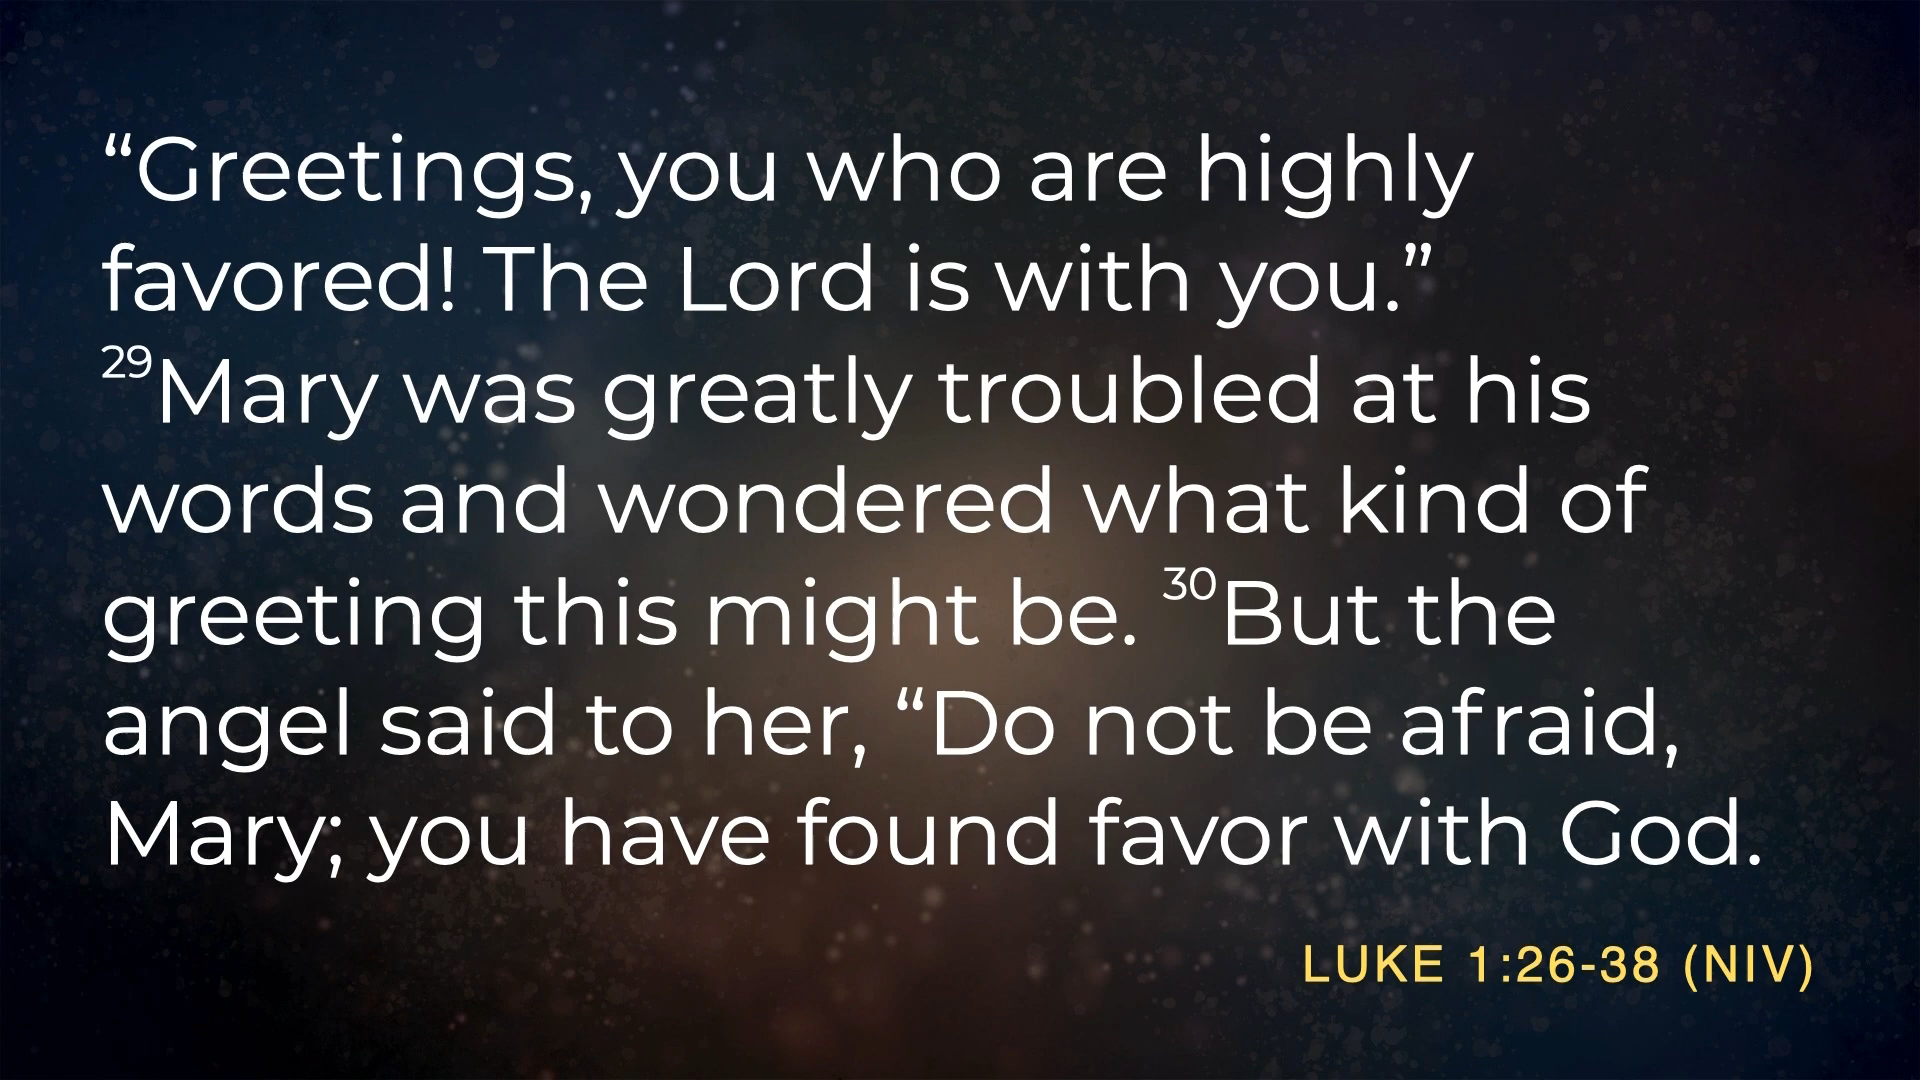 “Greetings, you who are highly
favored! The Lord is with you.”
²⁹Mary was greatly troubled at his
words and wondered what kind of
greeting this might be. ³⁰But the
angel said to her, “Do not be afraid,
Mary; you have found favor with God.
LUKE 1:26-38 (NIV)